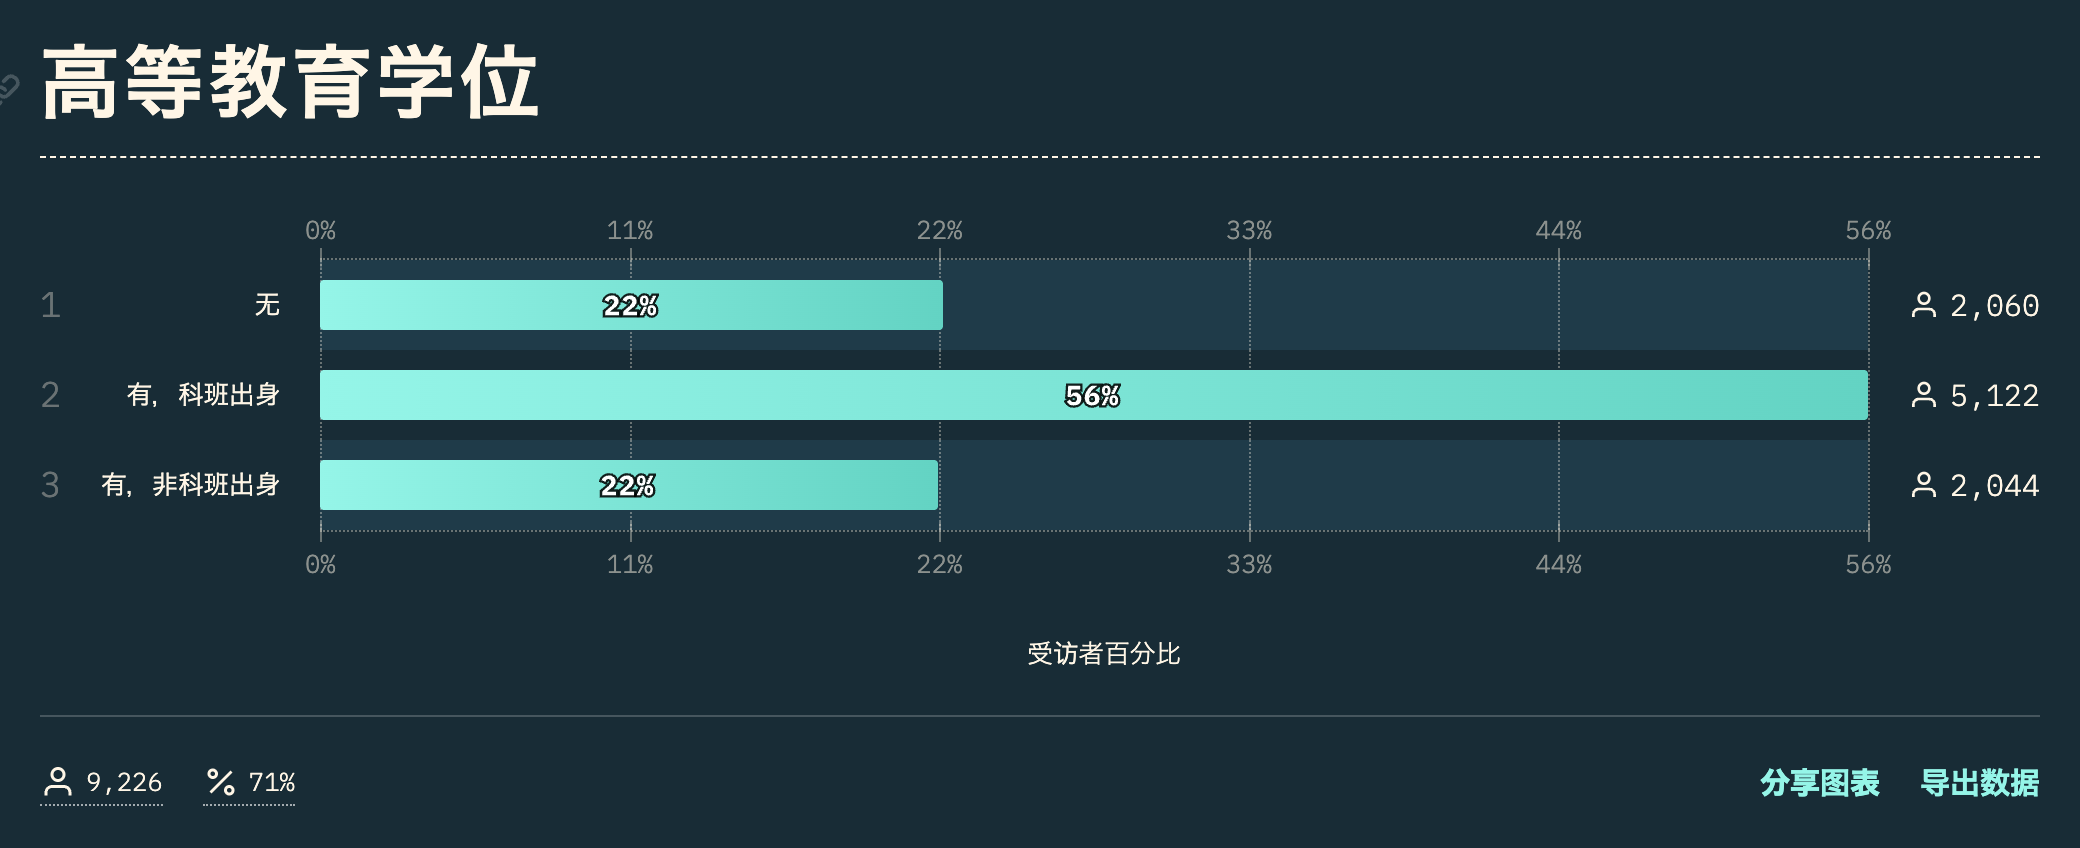 高等教育学位
0% 11% 22% 33% 44% 56%
1 无 22% 2,060
2 有，科班出身 56% 5,122
3 有，非科班出身 22% 2,044
0% 11% 22% 33% 44% 56%
受访者百分比
9,226 71% 分享图表 导出数据